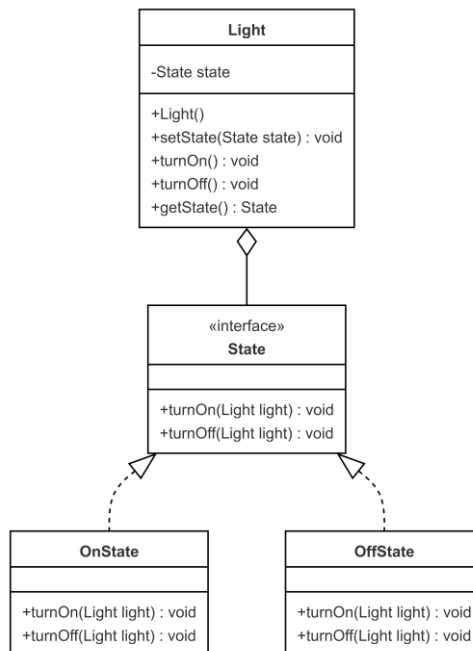 Light
-State state
+Light()
+setState(State state) : void
+turnOn() : void
+turnOff() : void
+getState() : State
«interface»
State
+turnOn(Light light) : void
+turnOff(Light light) : void
OnState
+turnOn(Light light) : void
+turnOff(Light light) : void
OffState
+turnOn(Light light) : void
+turnOff(Light light) : void